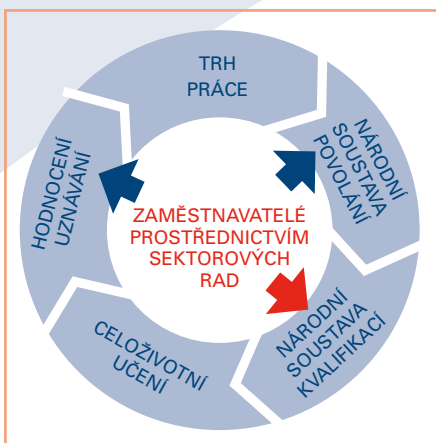 TRH
PRÁCE
NÁRODNÍ
SOUSTAVA
POVOLÁNÍ
NÁRODNÍ
SOUSTAVA
KVALIFIKACÍ
CELOŽIVOTNÍ
UČENÍ
HODNOCENÍ
UZNÁVÁNÍ
ZAMĚSTNAVATELÉ
PROSTŘEDNICTVÍM
SEKTOROVÝCH
RAD